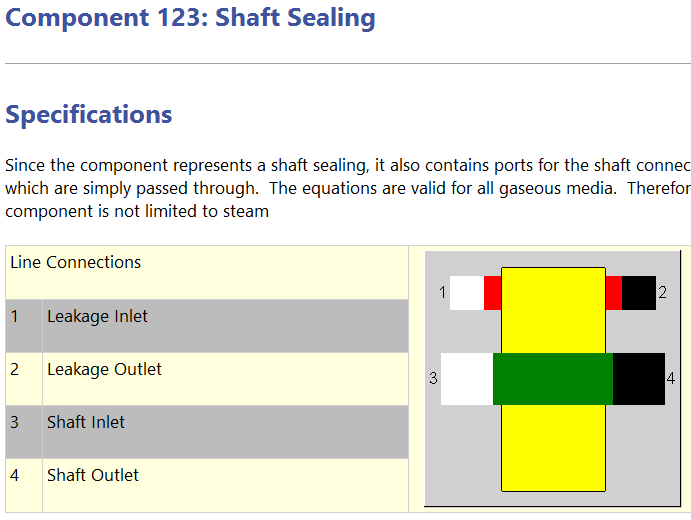 Component 123: Shaft Sealing
Specifications
Since the component represents a shaft sealing, it also contains ports for the shaft connec
which are simply passed through.  The equations are valid for all gaseous media.  Therefor
component is not limited to steam
Line Connections
1 Leakage Inlet
2 Leakage Outlet
3 Shaft Inlet
4 Shaft Outlet
1 2
3 4